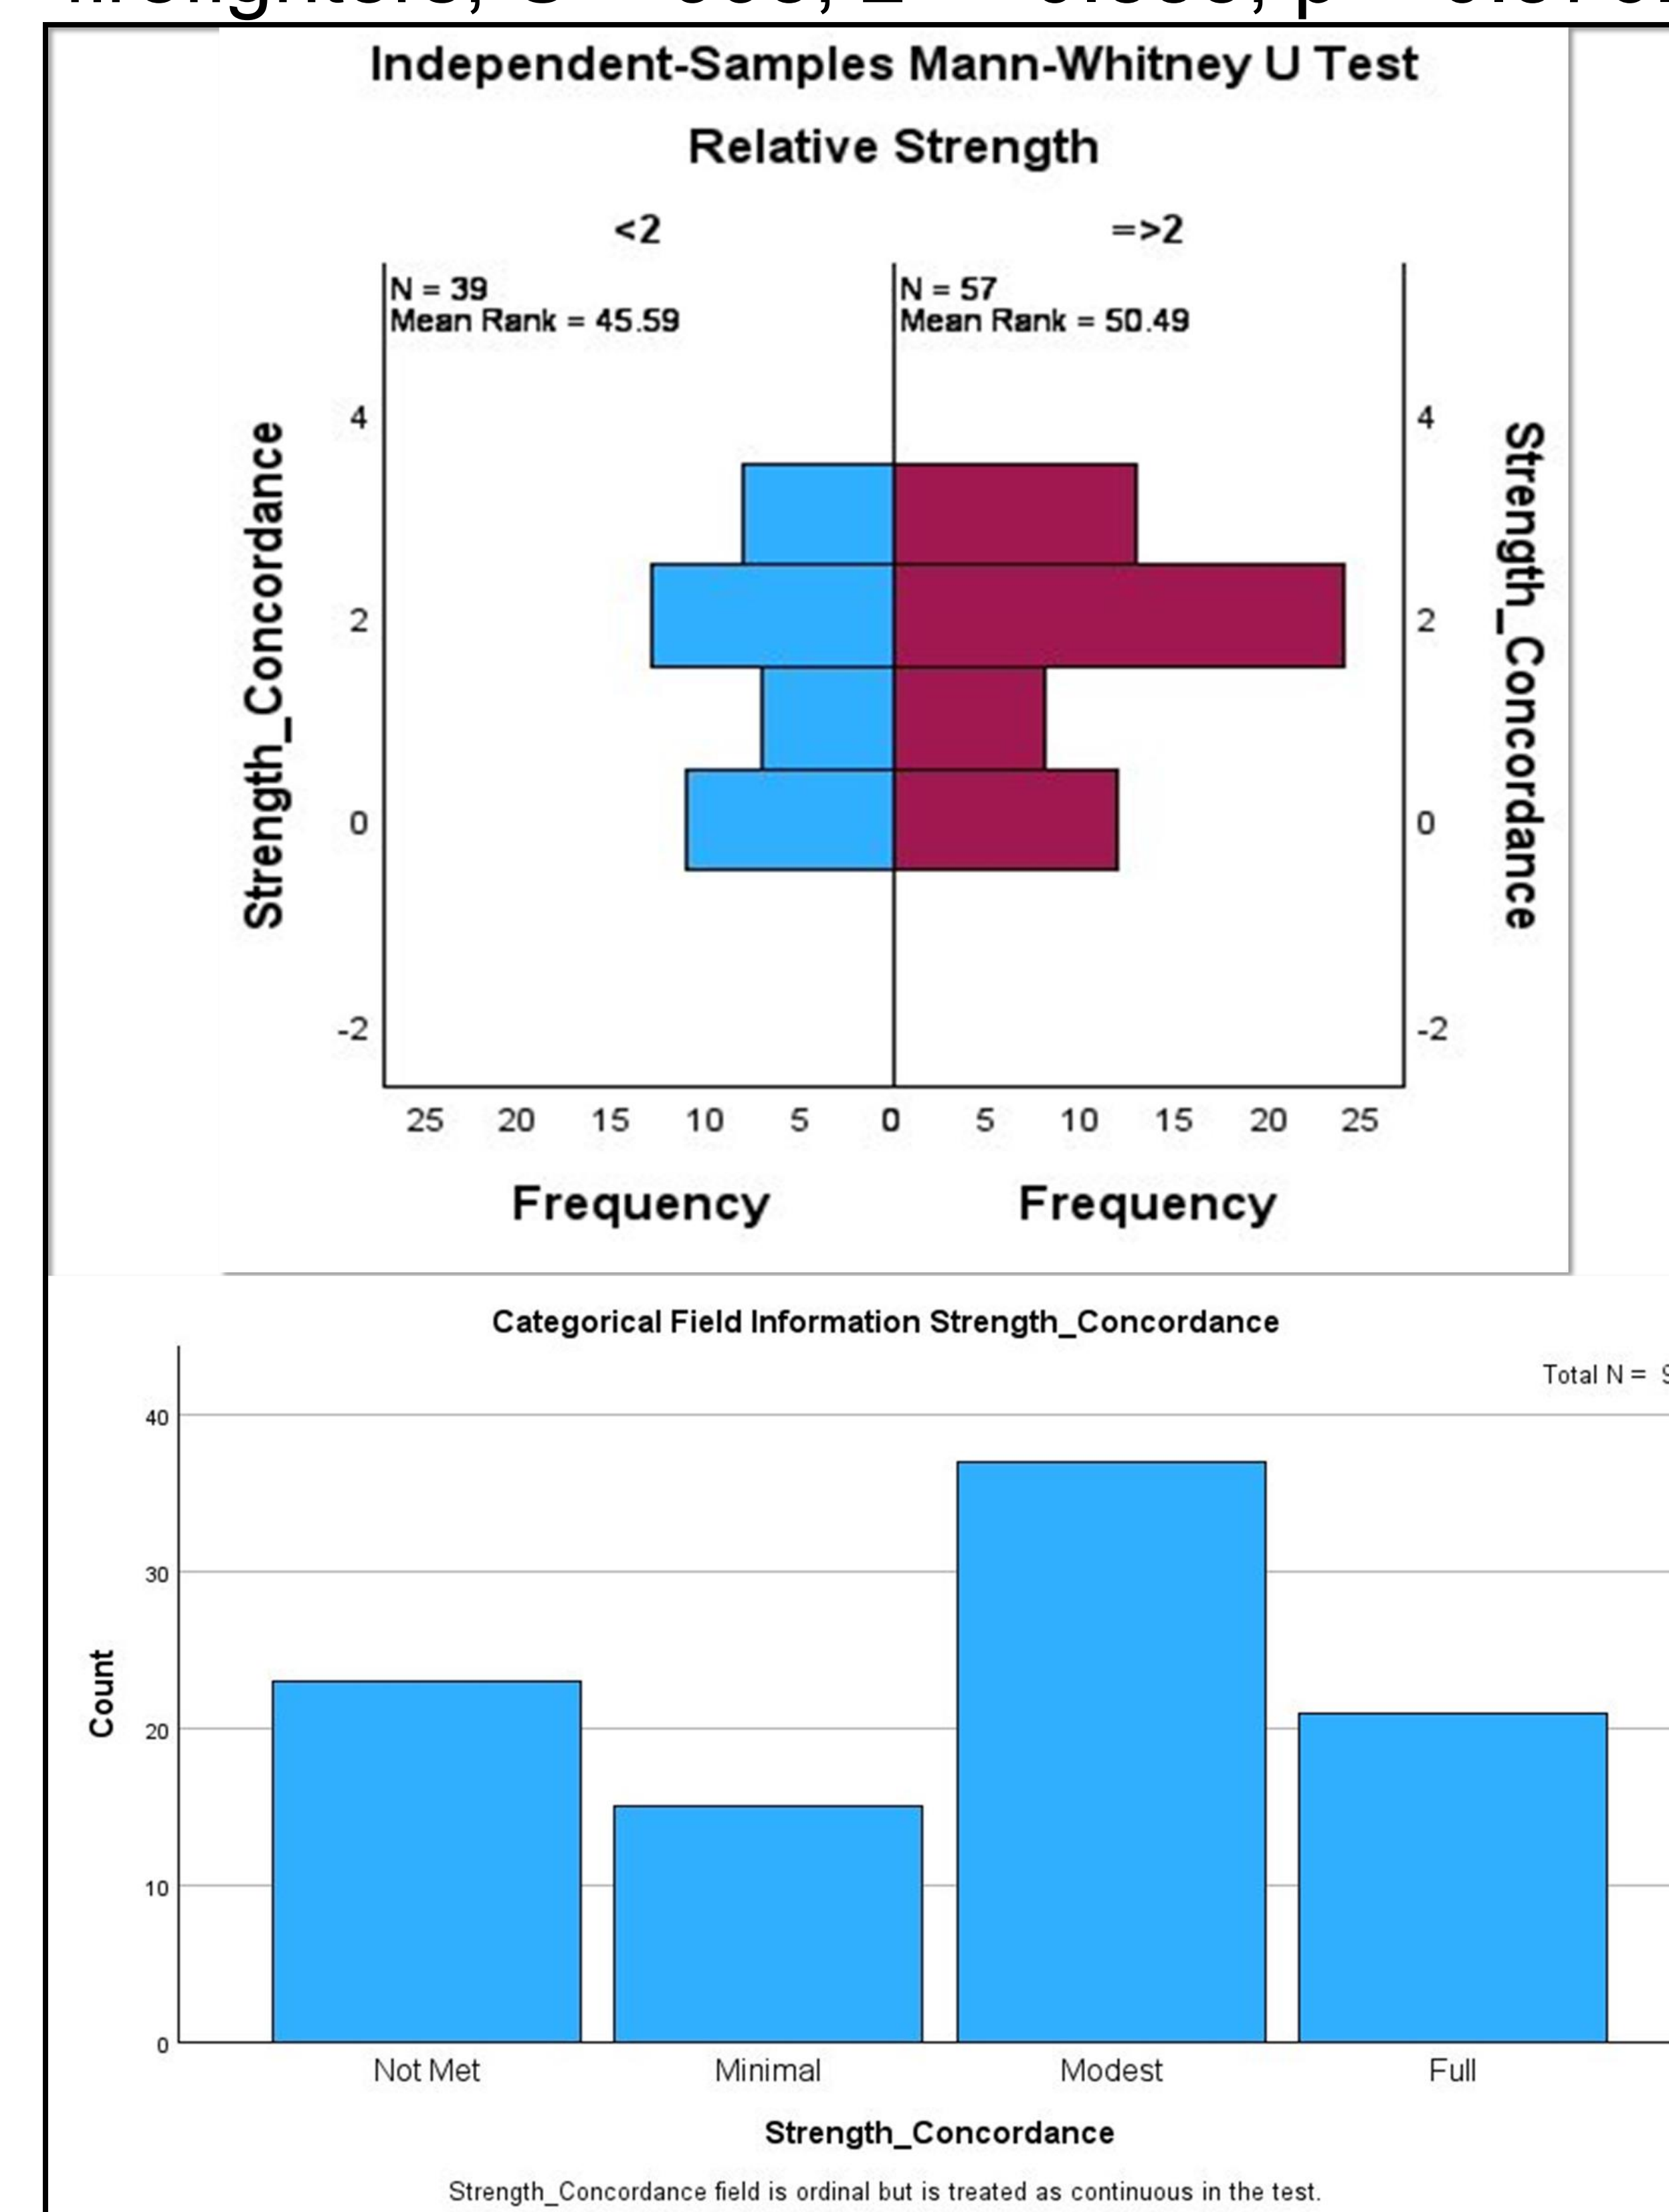 Independent-Samples Mann-Whitney U Test
Relative Strength
<2 =>2
N = 39 N = 57
Mean Rank = 45.59 Mean Rank = 50.49
Strength_Concordance
Strength_Concordance
4 4
2 2
0 0
-2 -2
25 20 15 10 5 0 5 10 15 20 25
Frequency Frequency
Categorical Field Information Strength_Concordance
Total N =
40
30
20
10
0
Count
Not Met Minimal Modest Full
Strength_Concordance
Strength_Concordance field is ordinal but is treated as continuous in the test.